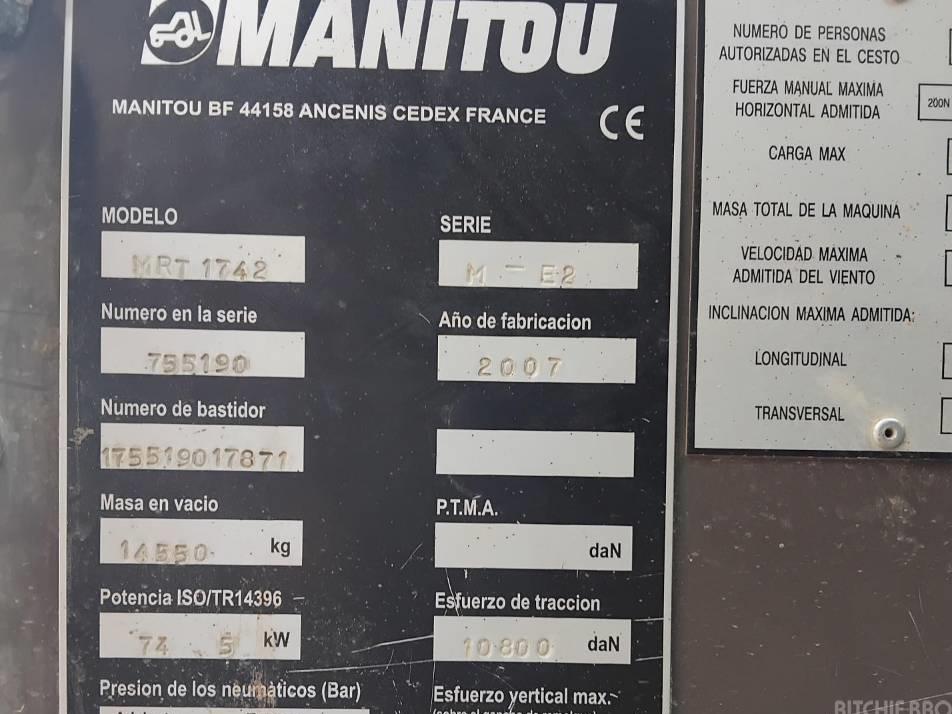 MANITOU
MANITOU BF 44158 ANCENIS CEDEX FRANCE
CE
MODELO
MRT 1742
SERIE
M - E2
Numero en la serie
755190
Año de fabricacion
2007
Numero de bastidor
175519017871
Masa en vacio
14550 kg
P.T.M.A.
daN
Potencia ISO/TR14396
74 5 kW
Esfuerzo de traccion
10800 daN
Presion de los neumaticos (Bar)
Esfuerzo vertical max.
NUMERO DE PERSONAS
AUTORIZADAS EN EL CESTO
FUERZA MANUAL MAXIMA
HORIZONTAL ADMITIDA
200N
CARGA MAX
MASA TOTAL DE LA MAQUINA
VELOCIDAD MAXIMA
ADMITIDA DEL VIENTO
INCLINACION MAXIMA ADMITIDA:
LONGITUDINAL
TRANSVERSAL